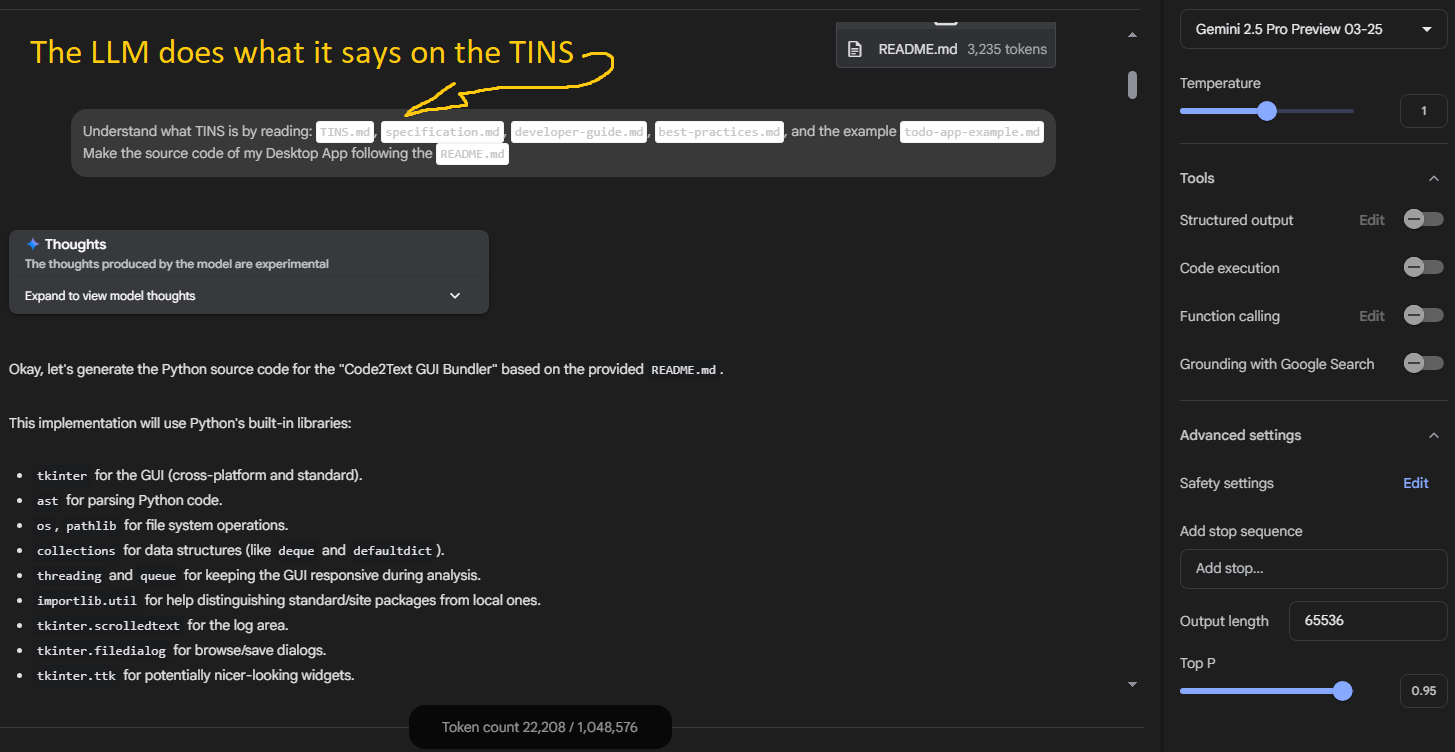 The LLM does what it says on the TINS
README.md 3,235 tokens
Understand what TINS is by reading: TINS.md, specification.md, developer-guide.md, best-practices.md, and the example todo-app-example.md
Make the source code of my Desktop App following the README.md
Thoughts
The thoughts produced by the model are experimental
Expand to view model thoughts
Okay, let's generate the Python source code for the "Code2Text GUI Bundler" based on the provided README.md.
This implementation will use Python's built-in libraries:
• tkinter for the GUI (cross-platform and standard).
• ast for parsing Python code.
• os, pathlib for file system operations.
• collections for data structures (like deque and defaultdict).
• threading and queue for keeping the GUI responsive during analysis.
• importlib.util for help distinguishing standard/site packages from local ones.
• tkinter.scrolledtext for the log area.
• tkinter.filedialog for browse/save dialogs.
• tkinter.ttk for potentially nicer-looking widgets.
Token count 22,208 / 1,048,576
Gemini 2.5 Pro Preview 03-25
Temperature
1
Tools
Structured output Edit
Code execution
Function calling Edit
Grounding with Google Search
Advanced settings
Safety settings Edit
Add stop sequence
Add stop...
Output length 65536
Top P
0.95